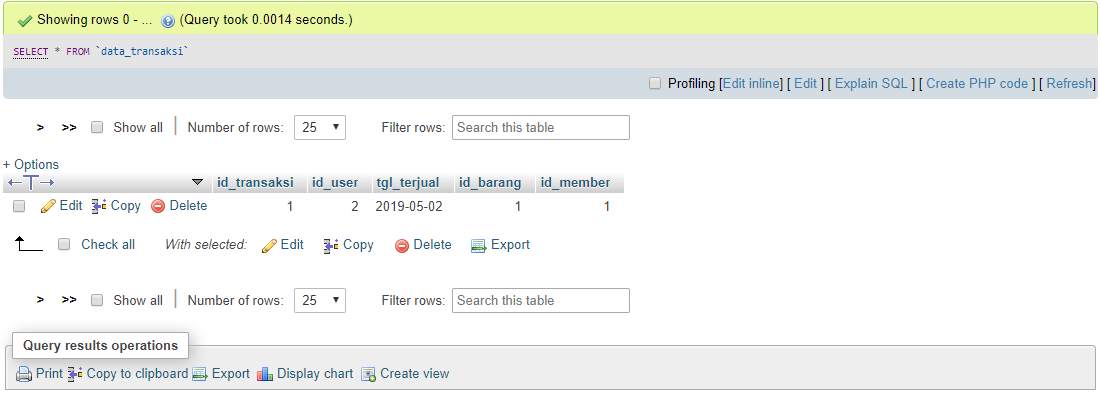 Showing rows 0 - ... (Query took 0.0014 seconds.)
SELECT * FROM `data_transaksi`
Profiling [Edit inline] [ Edit ] [ Explain SQL ] [ Create PHP code ] [ Refresh]
> >> Show all | Number of rows: 25 Filter rows: Search this table
+ Options
id_transaksi id_user tgl_terjual id_barang id_member
Edit Copy Delete 1 2 2019-05-02 1 1
Check all With selected: Edit Copy Delete Export
> >> Show all | Number of rows: 25 Filter rows: Search this table
Query results operations
Print Copy to clipboard Export Display chart Create view